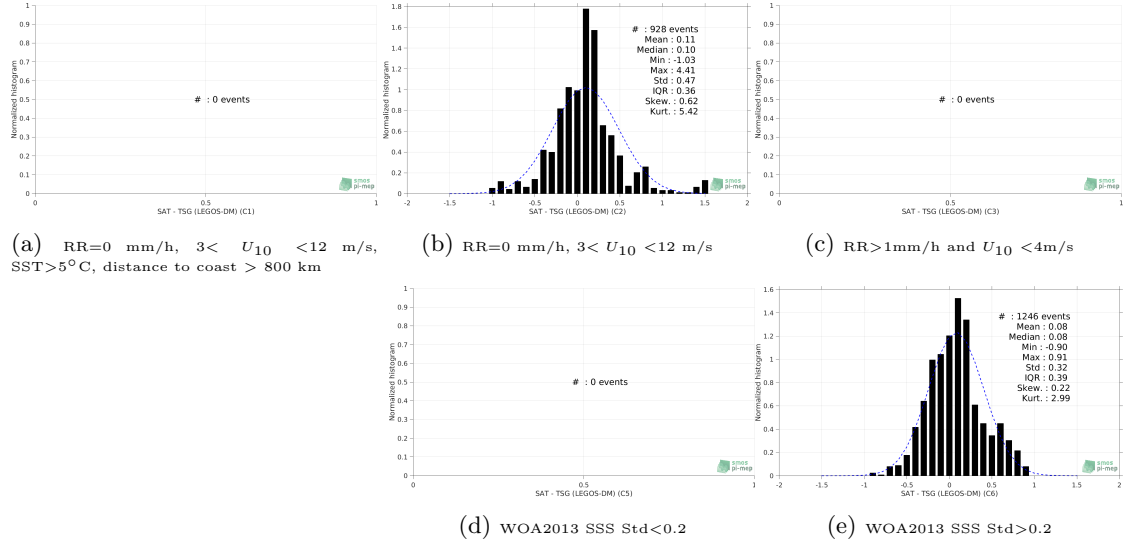 1
0.9
0.8
0.7
0.6
0.5
0.4
0.3
0.2
0.1
0
Normalized histogram
# : 0 events
smos
pi-mep
0 0.5 1
SAT - TSG (LEGOS-DM) (C1)
(a) RR=0 mm/h, 3< U10 <12 m/s,
SST>5°C, distance to coast > 800 km
1.8
1.6
1.4
1.2
1
0.8
0.6
0.4
0.2
0
Normalized histogram
# : 928 events
Mean : 0.11
Median : 0.10
Min : -1.03
Max : 4.41
Std : 0.47
IQR : 0.36
Skew. : 0.62
Kurt. : 5.42
smos
pi-mep
-2 -1.5 -1 -0.5 0 0.5 1 1.5 2
SAT - TSG (LEGOS-DM) (C2)
(b) RR=0 mm/h, 3< U10 <12 m/s
1
0.9
0.8
0.7
0.6
0.5
0.4
0.3
0.2
0.1
0
Normalized histogram
# : 0 events
smos
pi-mep
0 0.5 1
SAT - TSG (LEGOS-DM) (C3)
(c) RR>1mm/h and U10 <4m/s
1
0.9
0.8
0.7
0.6
0.5
0.4
0.3
0.2
0.1
0
Normalized histogram
# : 0 events
smos
pi-mep
0 0.5 1
SAT - TSG (LEGOS-DM) (C5)
(d) WOA2013 SSS Std<0.2
1.6
1.4
1.2
1
0.8
0.6
0.4
0.2
0
Normalized histogram
# : 1246 events
Mean : 0.08
Median : 0.08
Min : -0.90
Max : 0.91
Std : 0.32
IQR : 0.39
Skew. : 0.22
Kurt. : 2.99
smos
pi-mep
-2 -1.5 -1 -0.5 0 0.5 1 1.5 2
SAT - TSG (LEGOS-DM) (C6)
(e) WOA2013 SSS Std>0.2